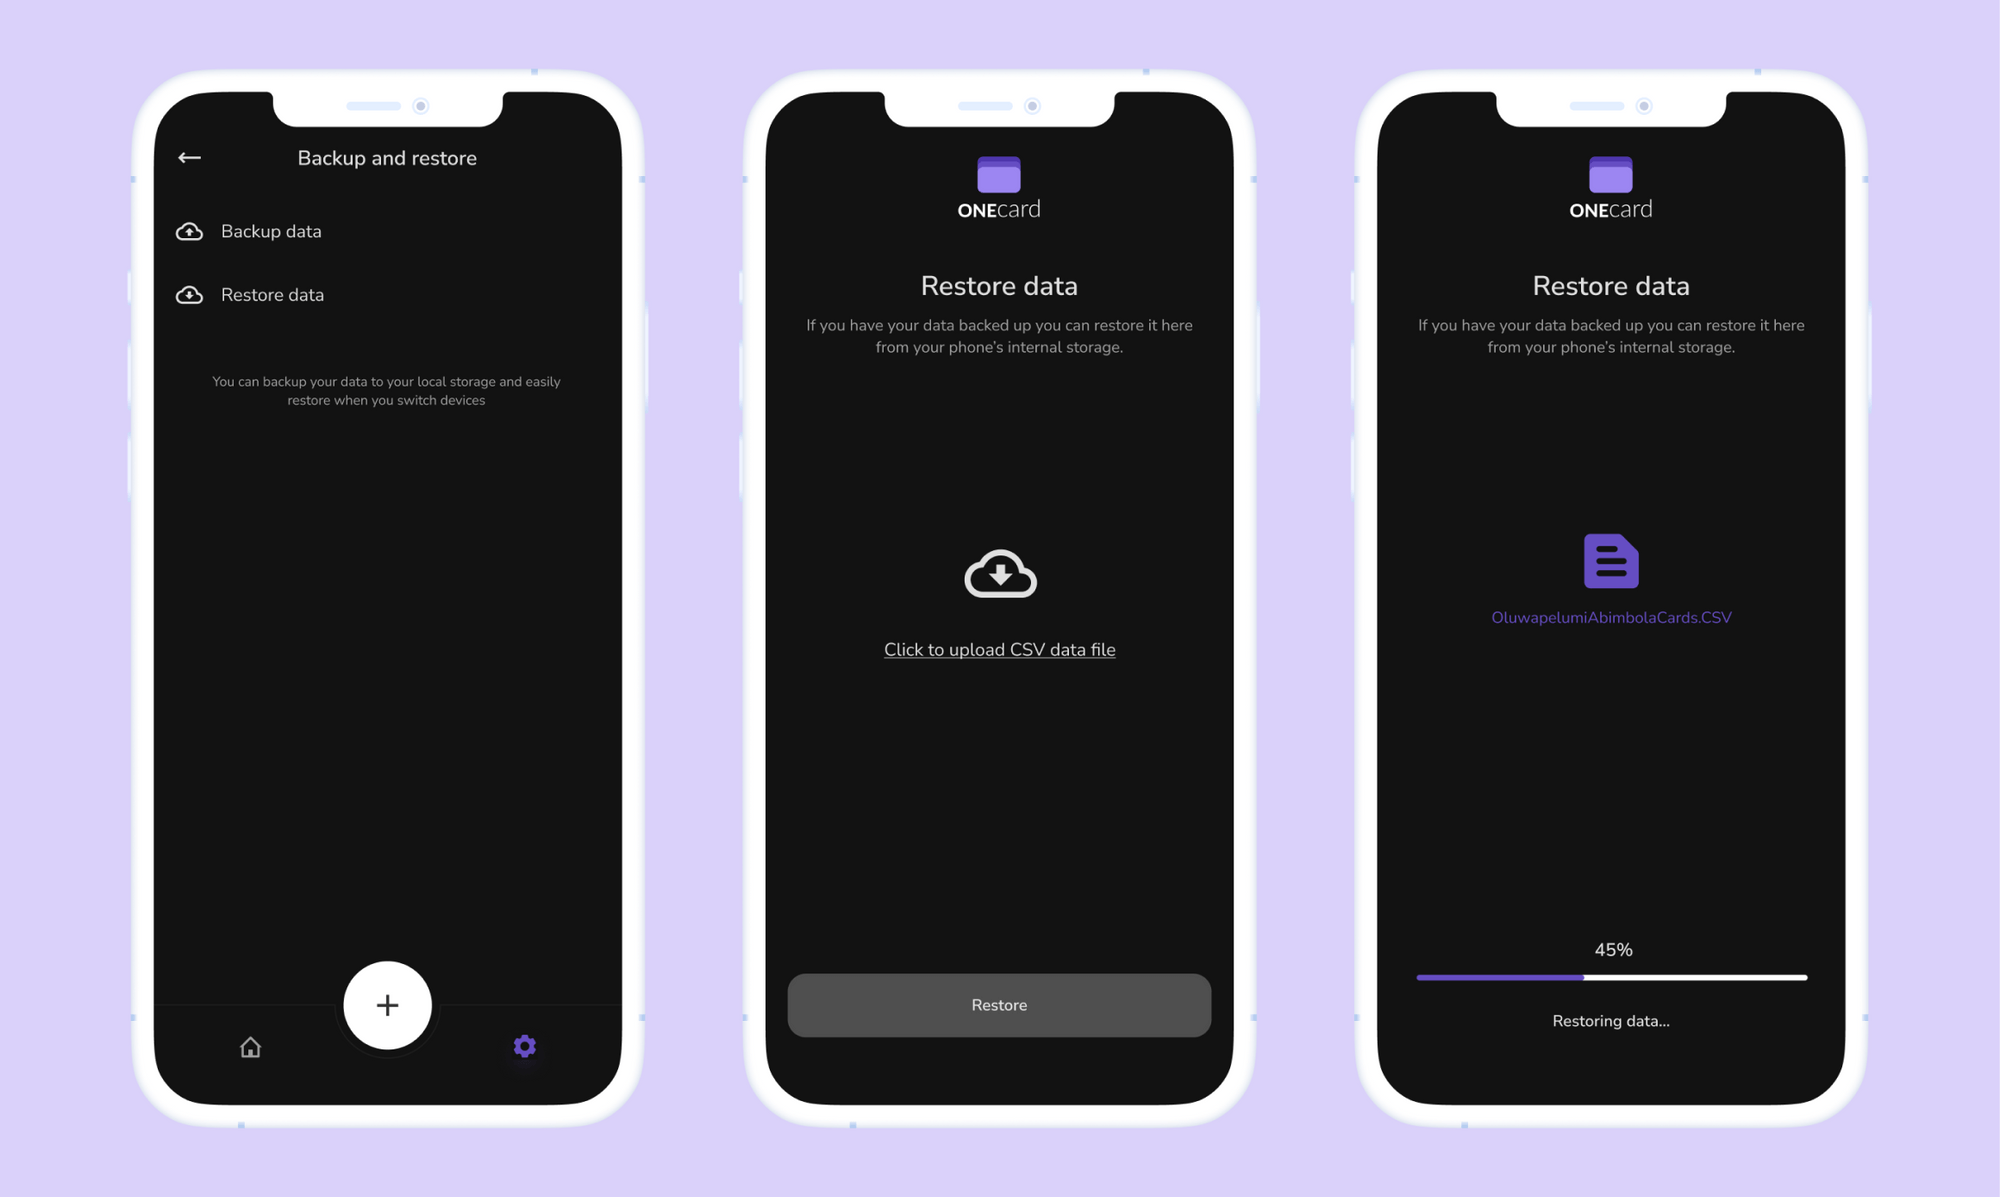 Backup and restore
Backup data
Restore data
You can backup your data to your local storage and easily
restore when you switch devices
ONEcard
Restore data
If you have your data backed up you can restore it here
from your phone’s internal storage.
Click to upload CSV data file
Restore
ONEcard
Restore data
If you have your data backed up you can restore it here
from your phone’s internal storage.
OluwapelumiAbimbolaCards.CSV
45%
Restoring data...